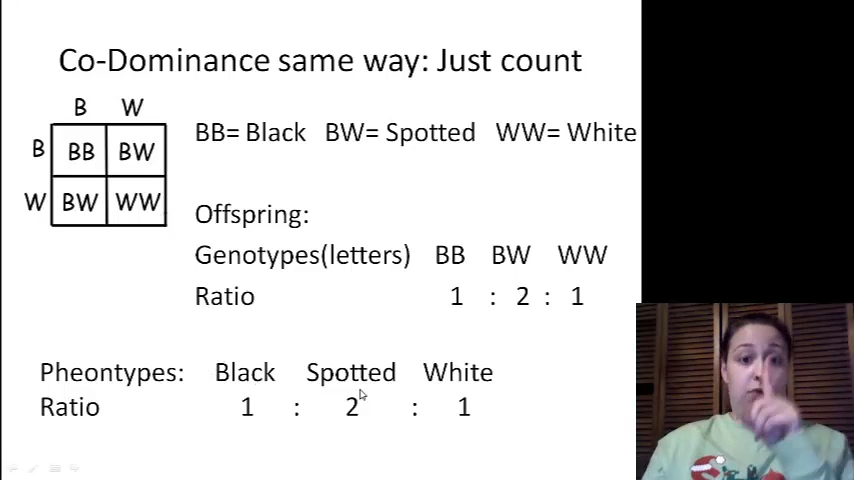 Co-Dominance same way: Just count
B W
B BB BW
W BW WW
BB= Black BW= Spotted WW= White
Offspring:
Genotypes(letters) BB BW WW
Ratio 1 : 2 : 1
Pheontypes: Black Spotted White
Ratio 1 : 2 : 1